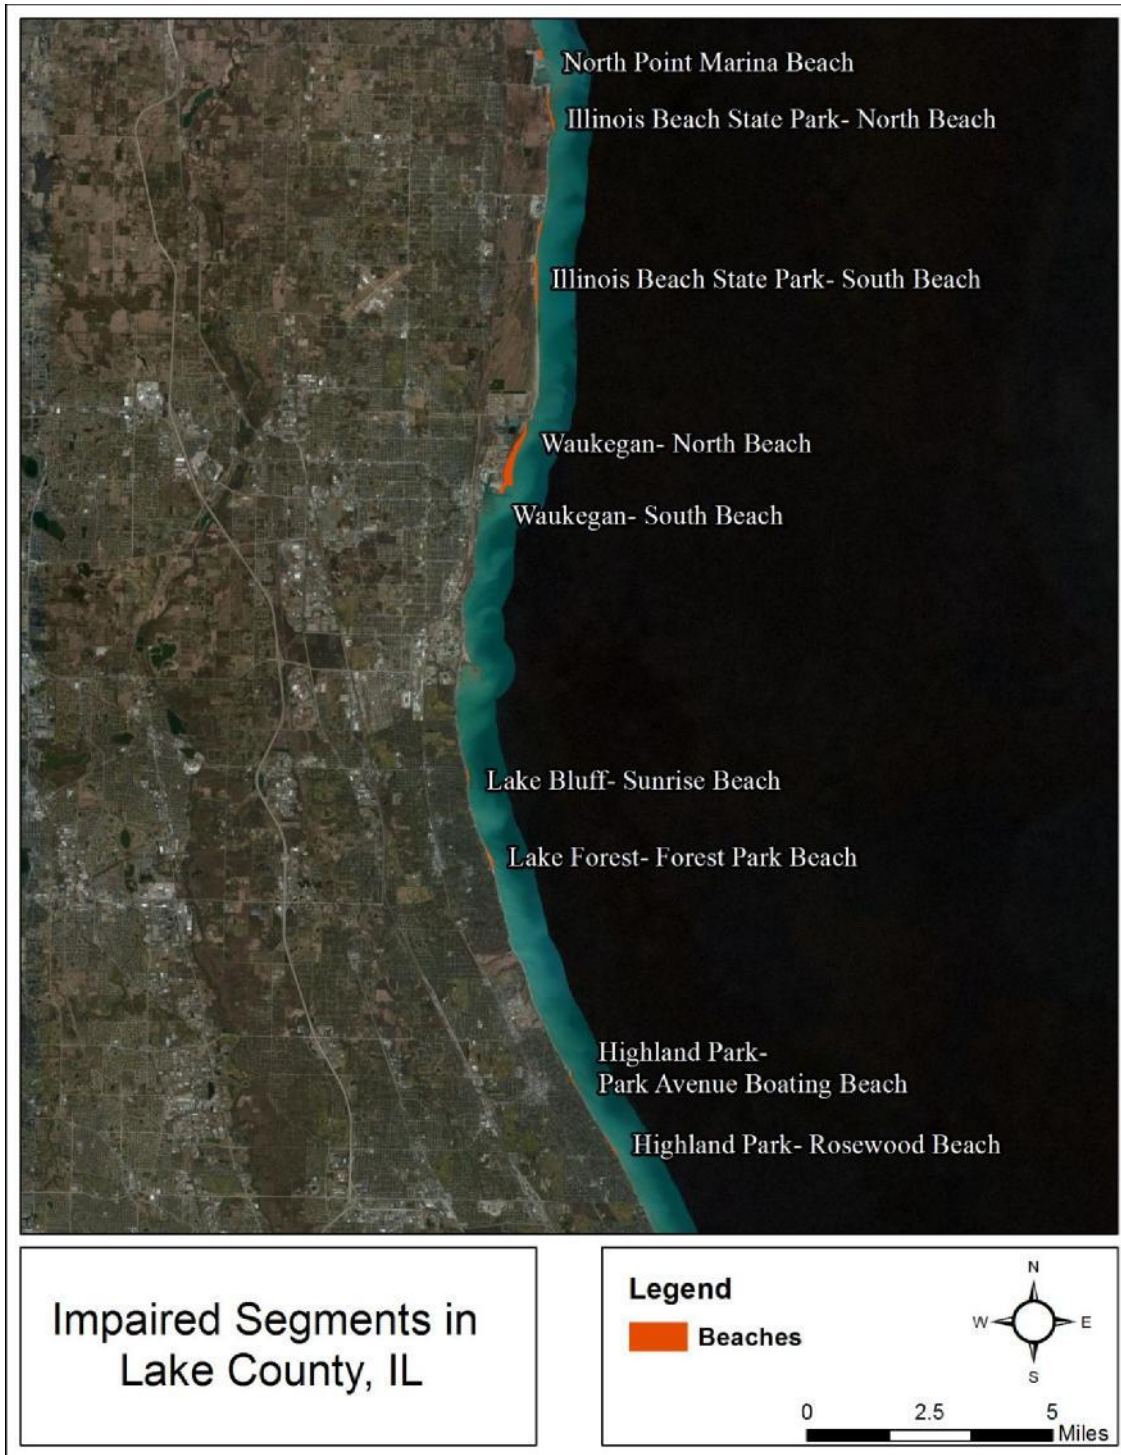 North Point Marina Beach
Illinois Beach State Park- North Beach
Illinois Beach State Park- South Beach
Waukegan- North Beach
Waukegan- South Beach
Lake Bluff- Sunrise Beach
Lake Forest- Forest Park Beach
Highland Park-
Park Avenue Boating Beach
Highland Park- Rosewood Beach
Impaired Segments in
Lake County, IL
Legend
Beaches
N
W E
S
0 2.5 5
Miles